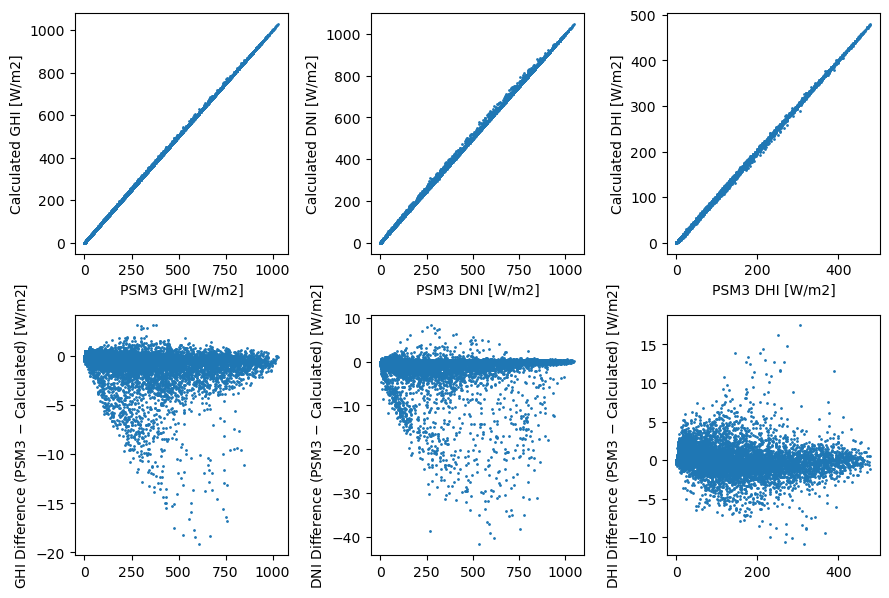 Calculated GHI [W/m2]
1000
800
600
400
200
0
0 250 500 750 1000
PSM3 GHI [W/m2]
Calculated DNI [W/m2]
1000
800
600
400
200
0
0 250 500 750 1000
PSM3 DNI [W/m2]
Calculated DHI [W/m2]
500
400
300
200
100
0
0 200 400
PSM3 DHI [W/m2]
GHI Difference (PSM3 − Calculated) [W/m2]
0
−5
−10
−15
−20
0 250 500 750 1000
DNI Difference (PSM3 − Calculated) [W/m2]
10
0
−10
−20
−30
−40
0 250 500 750 1000
DHI Difference (PSM3 − Calculated) [W/m2]
15
10
5
0
−5
−10
0 200 400